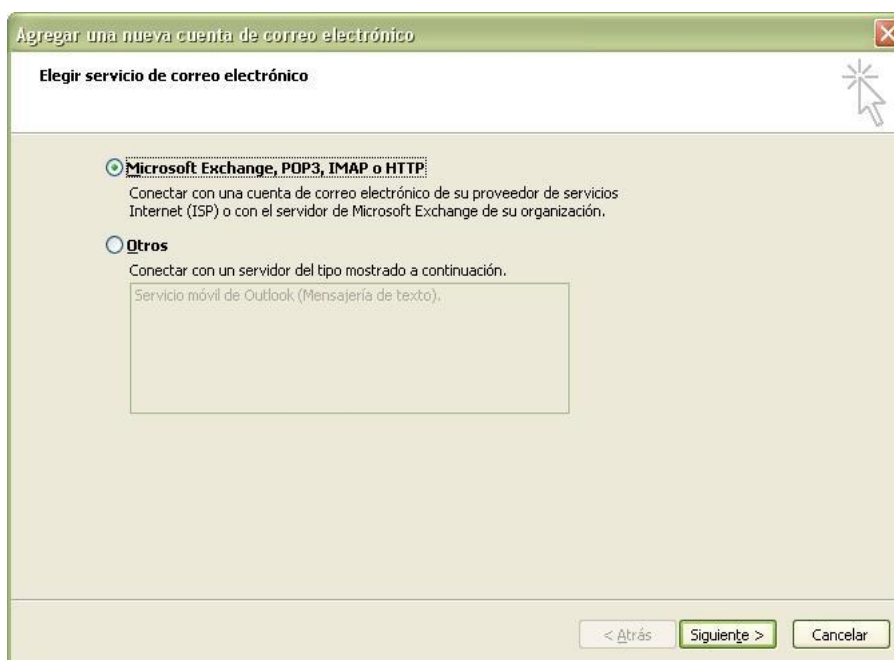 Agregar una nueva cuenta de correo electrónico
Elegir servicio de correo electrónico
Microsoft Exchange, POP3, IMAP o HTTP
Conectar con una cuenta de correo electrónico de su proveedor de servicios
Internet (ISP) o con el servidor de Microsoft Exchange de su organización.
Otros
Conectar con un servidor del tipo mostrado a continuación.
Servicio móvil de Outlook (Mensajería de texto).
< Atrás Siguiente > Cancelar